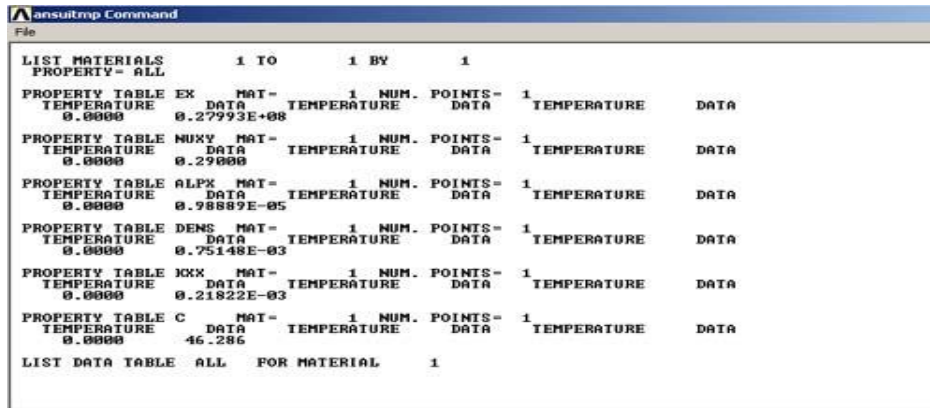 ansuitmp Command
File
LIST MATERIALS 1 TO 1 BY 1
PROPERTY= ALL
PROPERTY TABLE EX MAT= 1 NUM. POINTS= 1
TEMPERATURE DATA TEMPERATURE DATA TEMPERATURE DATA
0.0000 0.27993E+08
PROPERTY TABLE NUXY MAT= 1 NUM. POINTS= 1
TEMPERATURE DATA TEMPERATURE DATA TEMPERATURE DATA
0.0000 0.29000
PROPERTY TABLE ALPX MAT= 1 NUM. POINTS= 1
TEMPERATURE DATA TEMPERATURE DATA TEMPERATURE DATA
0.0000 0.98889E-05
PROPERTY TABLE DENS MAT= 1 NUM. POINTS= 1
TEMPERATURE DATA TEMPERATURE DATA TEMPERATURE DATA
0.0000 0.75148E-03
PROPERTY TABLE KXX MAT= 1 NUM. POINTS= 1
TEMPERATURE DATA TEMPERATURE DATA TEMPERATURE DATA
0.0000 0.21822E-03
PROPERTY TABLE C MAT= 1 NUM. POINTS= 1
TEMPERATURE DATA TEMPERATURE DATA TEMPERATURE DATA
0.0000 46.286
LIST DATA TABLE ALL FOR MATERIAL 1